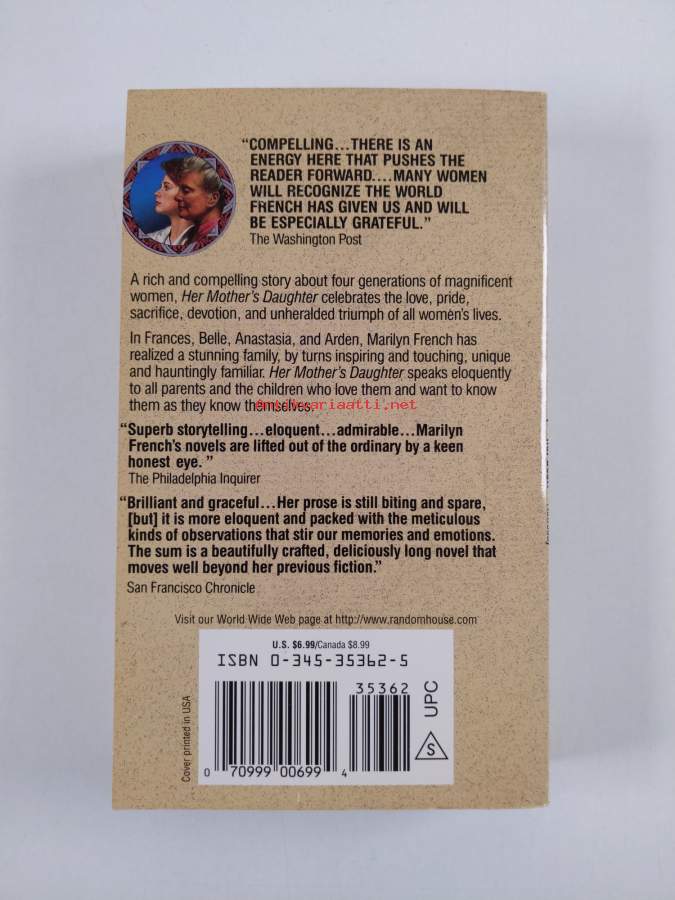 “COMPELLING...THERE IS AN
ENERGY HERE THAT PUSHES THE
READER FORWARD....MANY WOMEN
WILL RECOGNIZE THE WORLD
FRENCH HAS GIVEN US AND WILL
BE ESPECIALLY GRATEFUL.”
The Washington Post
A rich and compelling story about four generations of magnificent
women, Her Mother's Daughter celebrates the love, pride,
sacrifice, devotion, and unheralded triumph of all women's lives.
In Frances, Belle, Anastasia, and Arden, Marilyn French has
realized a stunning family, by turns inspiring and touching, unique
and hauntingly familiar. Her Mother's Daughter speaks eloquently
to all parents and the children who love them and want to know
them as they know themselves.
antikvariaatti.net
“Superb storytelling...eloquent...admirable...Marilyn
French's novels are lifted out of the ordinary by a keen
honest eye. ”
The Philadelphia Inquirer
“Brilliant and graceful...Her prose is still biting and spare,
[but] it is more eloquent and packed with the meticulous
kinds of observations that stir our memories and emotions.
The sum is a beautifully crafted, deliciously long novel that
moves well beyond her previous fiction.”
San Francisco Chronicle
Visit our World Wide Web page at http://www.randomhouse.com
U.S. $6.99/Canada $8.99
ISBN 0-345-35362-5
35362
UPC
S
0 70999 00699 4
Cover printed in USA